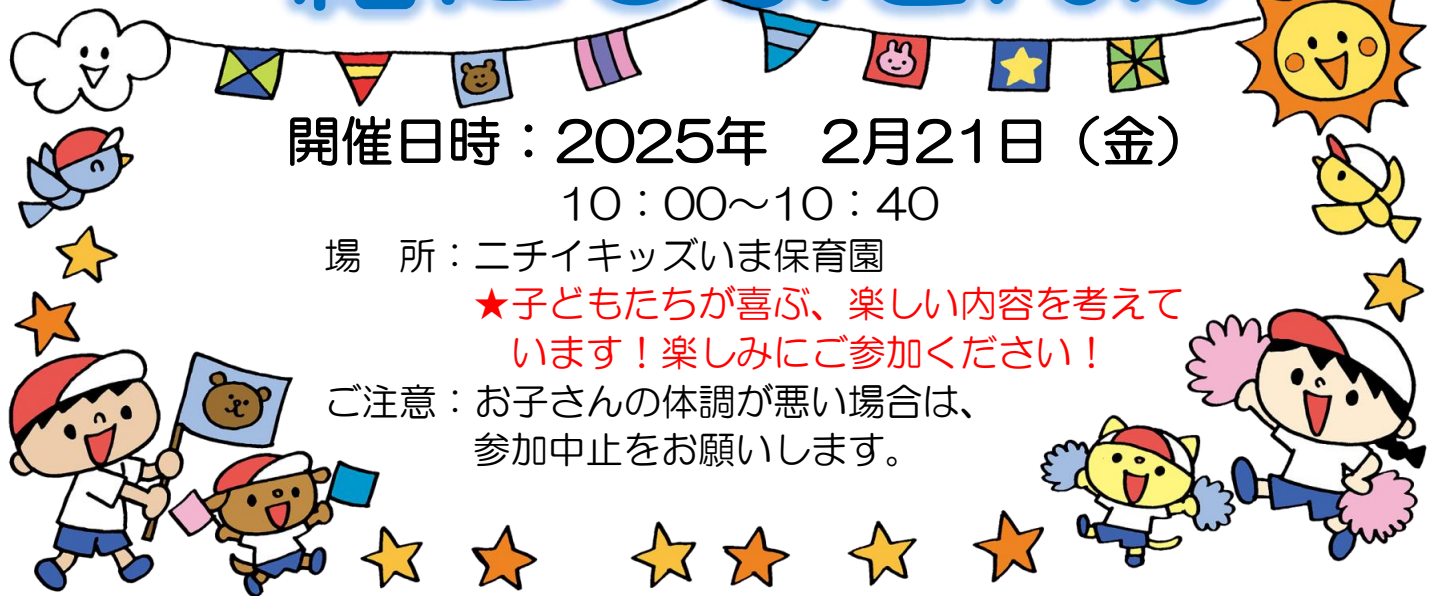 開催日時：2025年　2月21日（金）
10：00～10：40
場　所：ニチイキッズいま保育園
★子どもたちが喜ぶ、楽しい内容を考えて
います！楽しみにご参加ください！
ご注意：お子さんの体調が悪い場合は、
参加中止をお願いします。